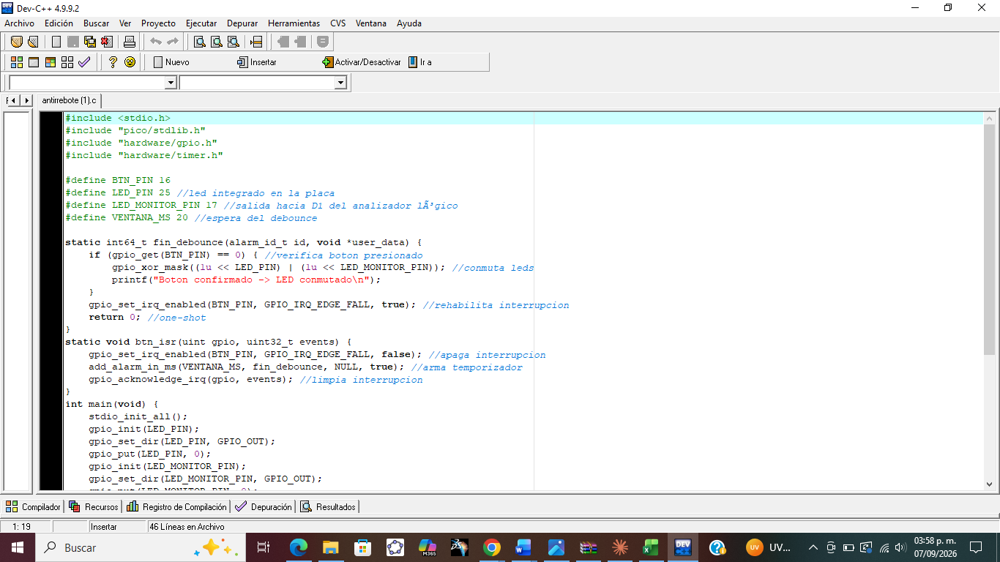 Dev-C++ 4.9.9.2
Archivo Edición Buscar Ver Proyecto Ejecutar Depurar Herramientas CVS Ventana Ayuda
Nuevo Insertar Activar/Desactivar Ir a
antirrebote (1).c
#include <stdio.h>
#include "pico/stdlib.h"
#include "hardware/gpio.h"
#include "hardware/timer.h"
#define BTN_PIN 16
#define LED_PIN 25 //led integrado en la placa
#define LED_MONITOR_PIN 17 //salida hacia D1 del analizador lÃ³gico
#define VENTANA_MS 20 //espera del debounce
static int64_t fin_debounce(alarm_id_t id, void *user_data) {
if (gpio_get(BTN_PIN) == 0) { //verifica boton presionado
gpio_xor_mask((1u << LED_PIN) | (1u << LED_MONITOR_PIN)); //conmuta leds
printf("Boton confirmado -> LED conmutado\n");
}
gpio_set_irq_enabled(BTN_PIN, GPIO_IRQ_EDGE_FALL, true); //rehabilita interrupcion
return 0; //one-shot
}
static void btn_isr(uint gpio, uint32_t events) {
gpio_set_irq_enabled(BTN_PIN, GPIO_IRQ_EDGE_FALL, false); //apaga interrupcion
add_alarm_in_ms(VENTANA_MS, fin_debounce, NULL, true); //arma temporizador
gpio_acknowledge_irq(gpio, events); //limpia interrupcion
}
int main(void) {
stdio_init_all();
gpio_init(LED_PIN);
gpio_set_dir(LED_PIN, GPIO_OUT);
gpio_put(LED_PIN, 0);
gpio_init(LED_MONITOR_PIN);
gpio_set_dir(LED_MONITOR_PIN, GPIO_OUT);
gpio_put(LED_MONITOR_PIN, 0);
Compilador Recursos Registro de Compilación Depuración Resultados
1: 19 Insertar 46 Líneas en Archivo
Buscar M365 DEV UV UV... 03:58 p. m.
07/09/2026